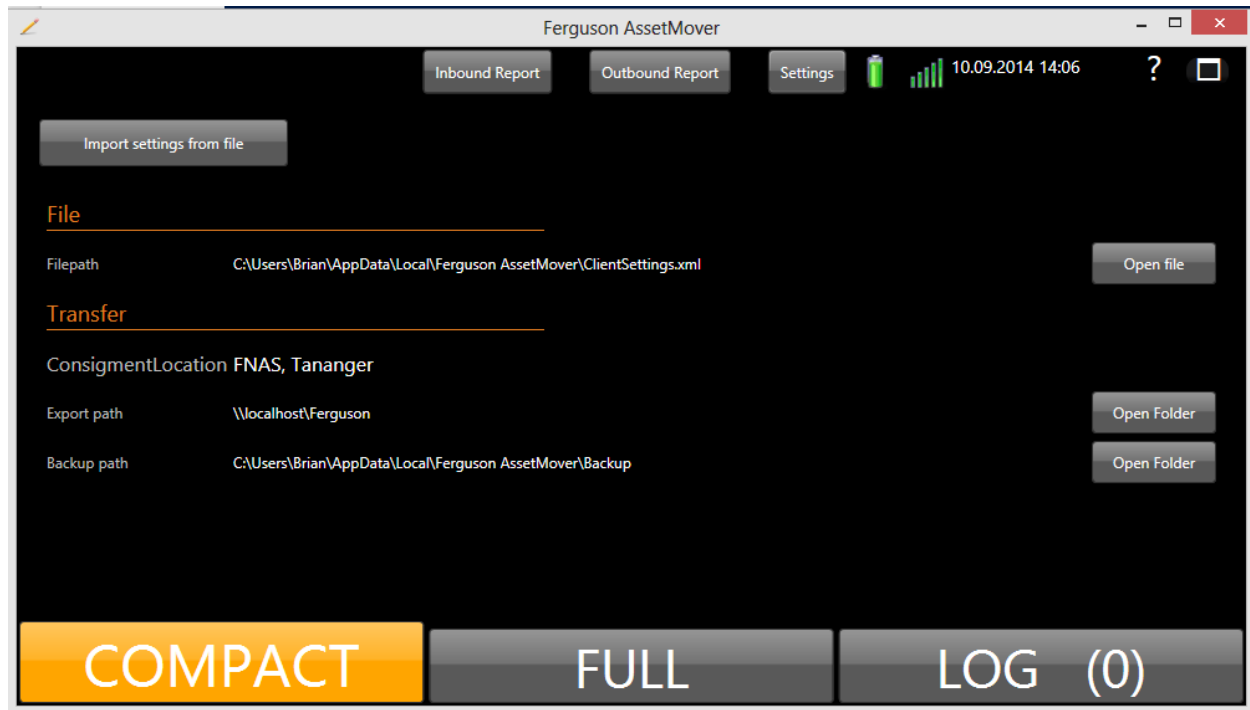 Ferguson AssetMover
Inbound Report Outbound Report Settings 10.09.2014 14:06 ?
Import settings from file
File
Filepath C:\Users\Brian\AppData\Local\Ferguson AssetMover\ClientSettings.xml Open file
Transfer
ConsigmentLocation FNAS, Tananger
Export path \\localhost\Ferguson Open Folder
Backup path C:\Users\Brian\AppData\Local\Ferguson AssetMover\Backup Open Folder
COMPACT FULL LOG (0)